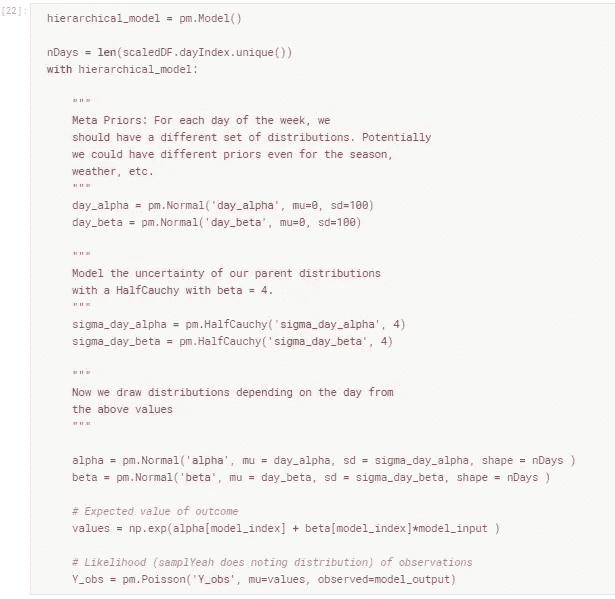 [22]:
hierarchical_model = pm.Model()
nDays = len(scaledDF.dayIndex.unique())
with hierarchical_model:
"""
Meta Priors: For each day of the week, we
should have a different set of distributions. Potentially
we could have different priors even for the season,
weather, etc.
"""
day_alpha = pm.Normal('day_alpha', mu=0, sd=100)
day_beta = pm.Normal('day_beta', mu=0, sd=100)
"""
Model the uncertainty of our parent distributions
with a HalfCauchy with beta = 4.
"""
sigma_day_alpha = pm.HalfCauchy('sigma_day_alpha', 4)
sigma_day_beta = pm.HalfCauchy('sigma_day_beta', 4)
"""
Now we draw distributions depending on the day from
the above values
"""
alpha = pm.Normal('alpha', mu = day_alpha, sd = sigma_day_alpha, shape = nDays )
beta = pm.Normal('beta', mu = day_beta, sd = sigma_day_beta, shape = nDays )
# Expected value of outcome
values = np.exp(alpha[model_index] + beta[model_index]*model_input )
# Likelihood (samplYeah does noting distribution) of observations
Y_obs = pm.Poisson('Y_obs', mu=values, observed=model_output)